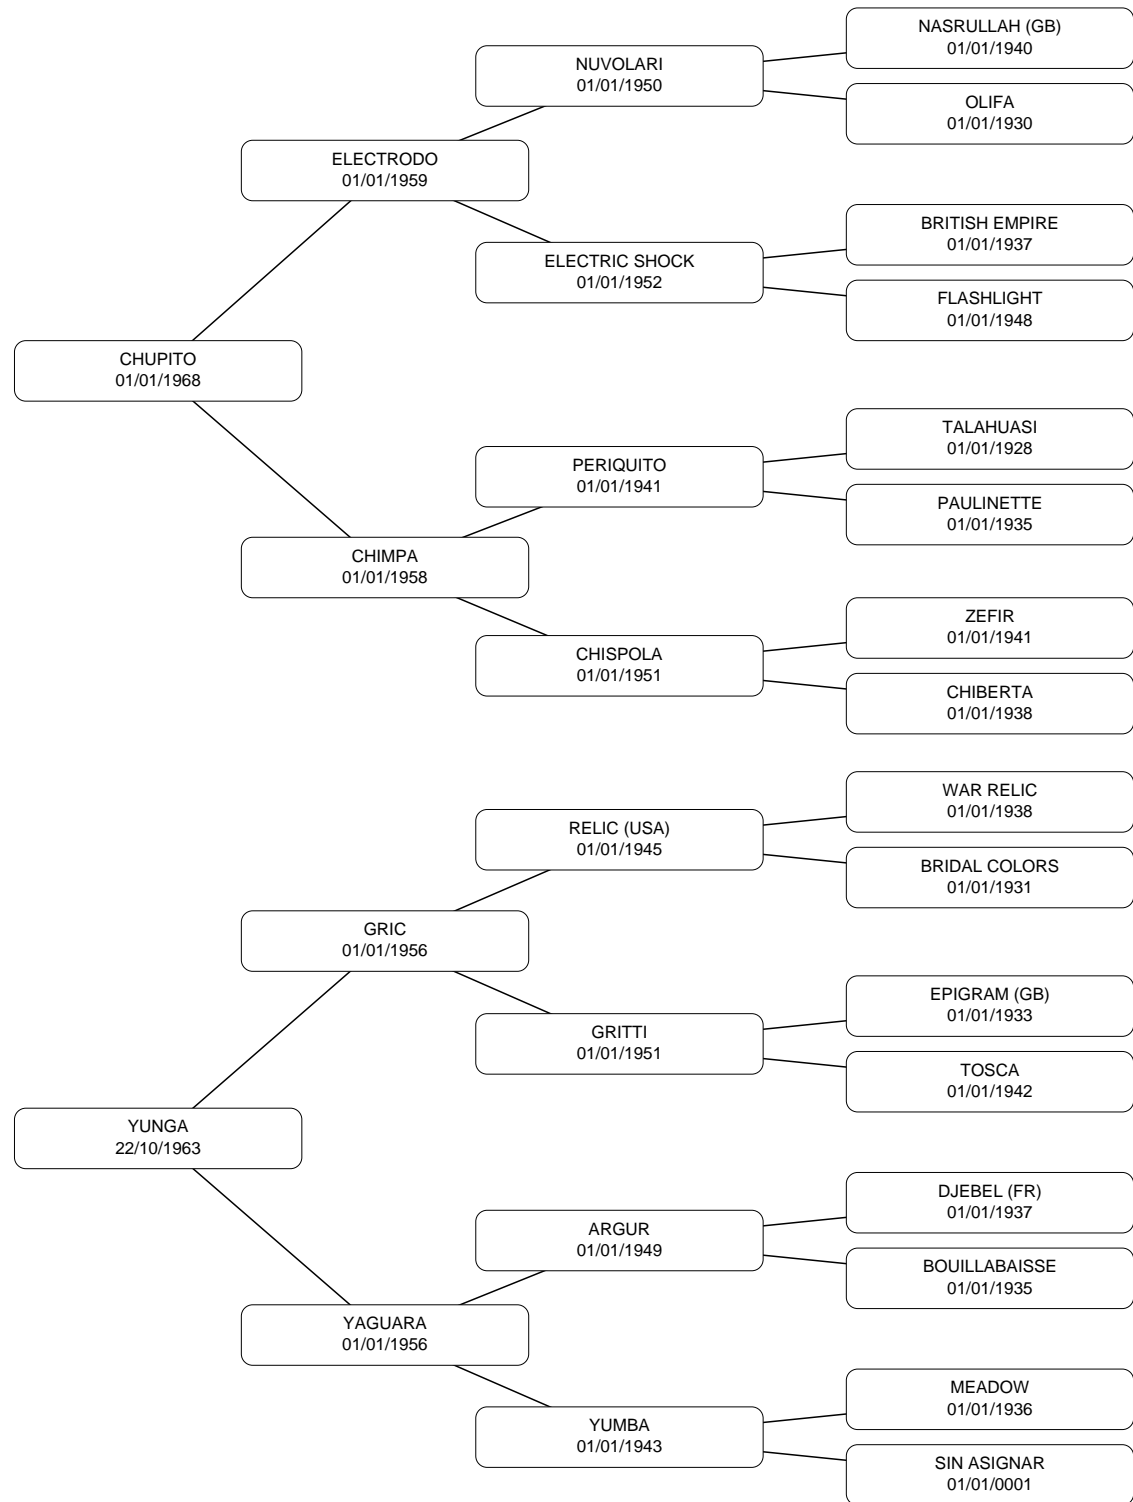 NASRULLAH (GB)
01/01/1940
NUVOLARI
01/01/1950
OLIFA
01/01/1930
ELECTRODO
01/01/1959
BRITISH EMPIRE
01/01/1937
ELECTRIC SHOCK
01/01/1952
FLASHLIGHT
01/01/1948
CHUPITO
01/01/1968
TALAHUASI
01/01/1928
PERIQUITO
01/01/1941
PAULINETTE
01/01/1935
CHIMPA
01/01/1958
ZEFIR
01/01/1941
CHISPOLA
01/01/1951
CHIBERTA
01/01/1938
WAR RELIC
01/01/1938
RELIC (USA)
01/01/1945
BRIDAL COLORS
01/01/1931
GRIC
01/01/1956
EPIGRAM (GB)
01/01/1933
GRITTI
01/01/1951
TOSCA
01/01/1942
YUNGA
22/10/1963
DJEBEL (FR)
01/01/1937
ARGUR
01/01/1949
BOUILLABAISSE
01/01/1935
YAGUARA
01/01/1956
MEADOW
01/01/1936
YUMBA
01/01/1943
SIN ASIGNAR
01/01/0001